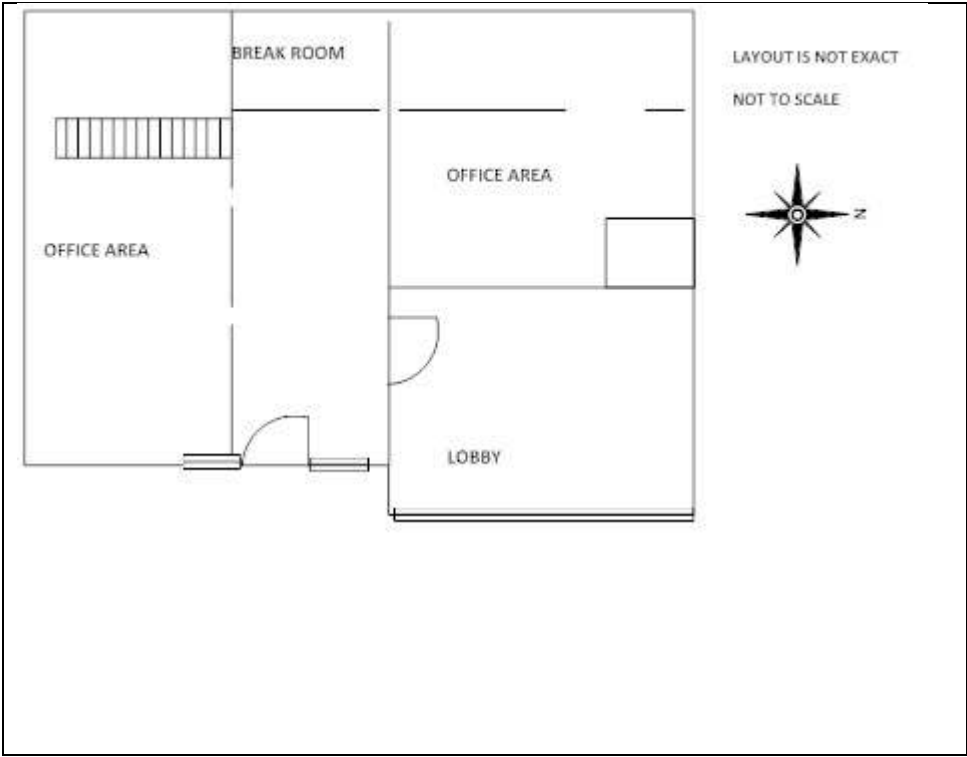 BREAK ROOM
LAYOUT IS NOT EXACT
NOT TO SCALE
OFFICE AREA
N
OFFICE AREA
LOBBY